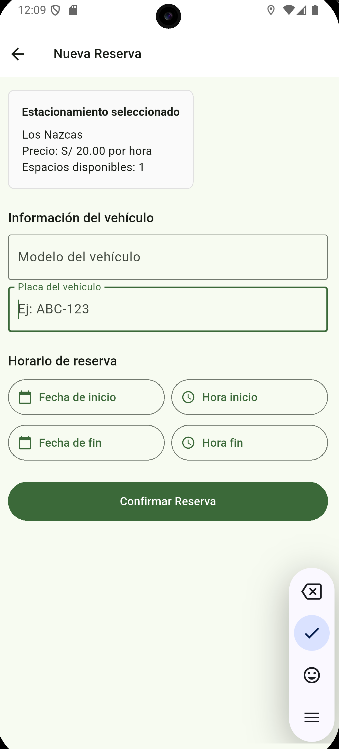 12:09
Nueva Reserva
Estacionamiento seleccionado
Los Nazcas
Precio: S/ 20.00 por hora
Espacios disponibles: 1
Información del vehículo
Modelo del vehículo
Placa del vehículo
Ej: ABC-123
Horario de reserva
Fecha de inicio
Hora inicio
Fecha de fin
Hora fin
Confirmar Reserva